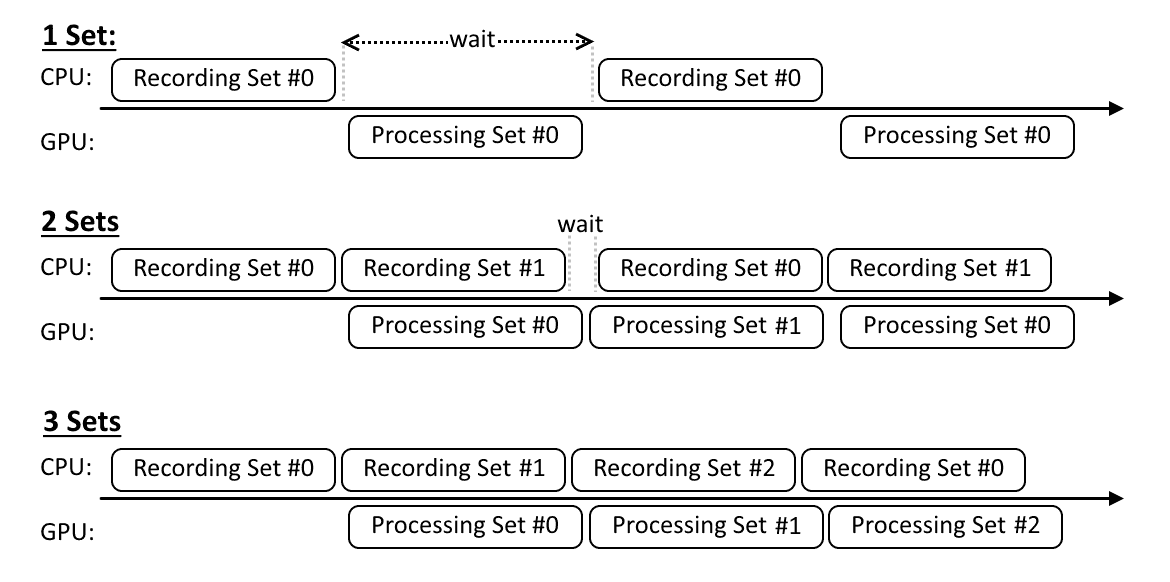 1 Set:
wait
CPU: Recording Set #0 Recording Set #0
GPU: Processing Set #0 Processing Set #0
2 Sets
wait
CPU: Recording Set #0 Recording Set #1 Recording Set #0 Recording Set #1
GPU: Processing Set #0 Processing Set #1 Processing Set #0
3 Sets
CPU: Recording Set #0 Recording Set #1 Recording Set #2 Recording Set #0
GPU: Processing Set #0 Processing Set #1 Processing Set #2